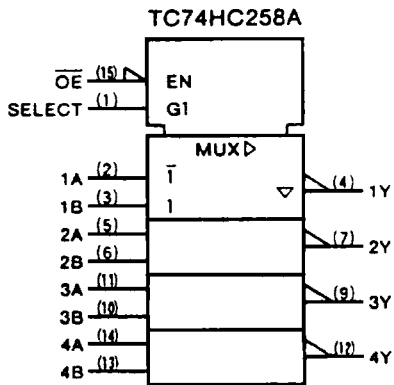 TC74HC258A
OE (15) EN
SELECT (1) G1
MUX ▷
1A (2) 1̅ (4) 1Y
1B (3) 1 ▽
2A (5) (7) 2Y
2B (6)
3A (11) (9) 3Y
3B (10)
4A (14) (12) 4Y
4B (13)